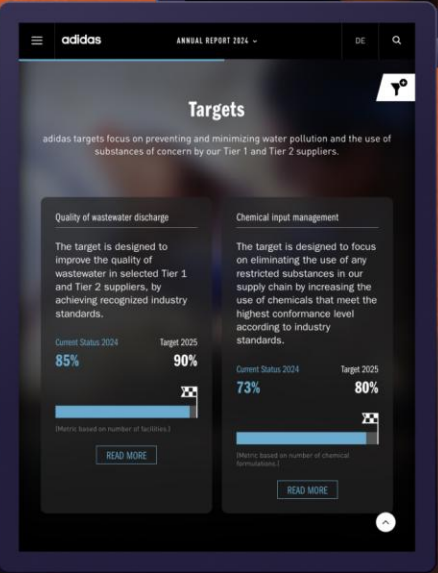 adidas
ANNUAL REPORT 2024
DE
Targets
adidas targets focus on preventing and minimizing water pollution and the use of
substances of concern by our Tier 1 and Tier 2 suppliers.
Quality of wastewater discharge
The target is designed to
improve the quality of
wastewater in selected Tier 1
and Tier 2 suppliers, by
achieving recognized industry
standards.
Current Status 2024 Target 2025
85% 90%
(Metric based on number of facilities.)
READ MORE
Chemical input management
The target is designed to focus
on eliminating the use of any
restricted substances in our
supply chain by increasing the
use of chemicals that meet the
highest conformance level
according to industry
standards.
Current Status 2024 Target 2025
73% 80%
(Metric based on number of chemical
formulations.)
READ MORE